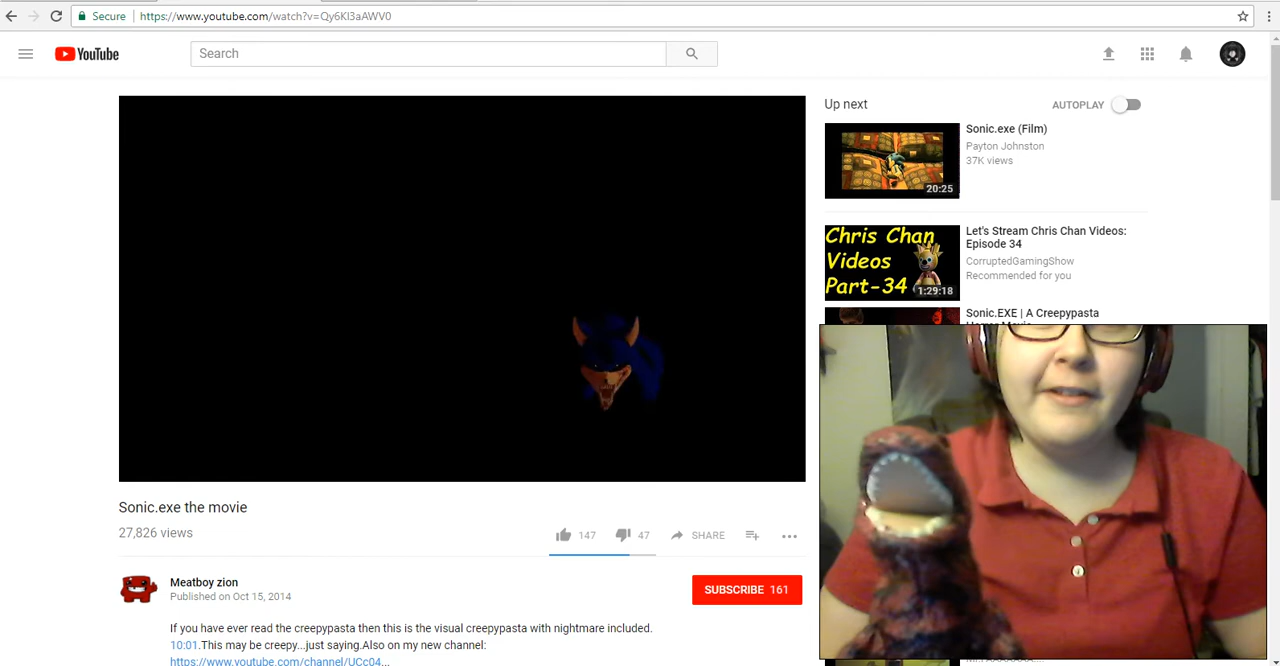 Secure https://www.youtube.com/watch?v=Qy6Kl3aAWV0
YouTube
Search
Up next
AUTOPLAY
Sonic.exe (Film)
Payton Johnston
37K views
20:25
Chris Chan
Videos
Part-34
1:29:18
Let's Stream Chris Chan Videos:
Episode 34
CorruptedGamingShow
Recommended for you
Sonic.EXE | A Creepypasta
Sonic.exe the movie
27,826 views
147
47
SHARE
Meatboy zion
Published on Oct 15, 2014
SUBSCRIBE 161
If you have ever read the creepypasta then this is the visual creepypasta with nightmare included.
10:01.This may be creepy...just saying.Also on my new channel:
https://www.youtube.com/channel/UCc04...